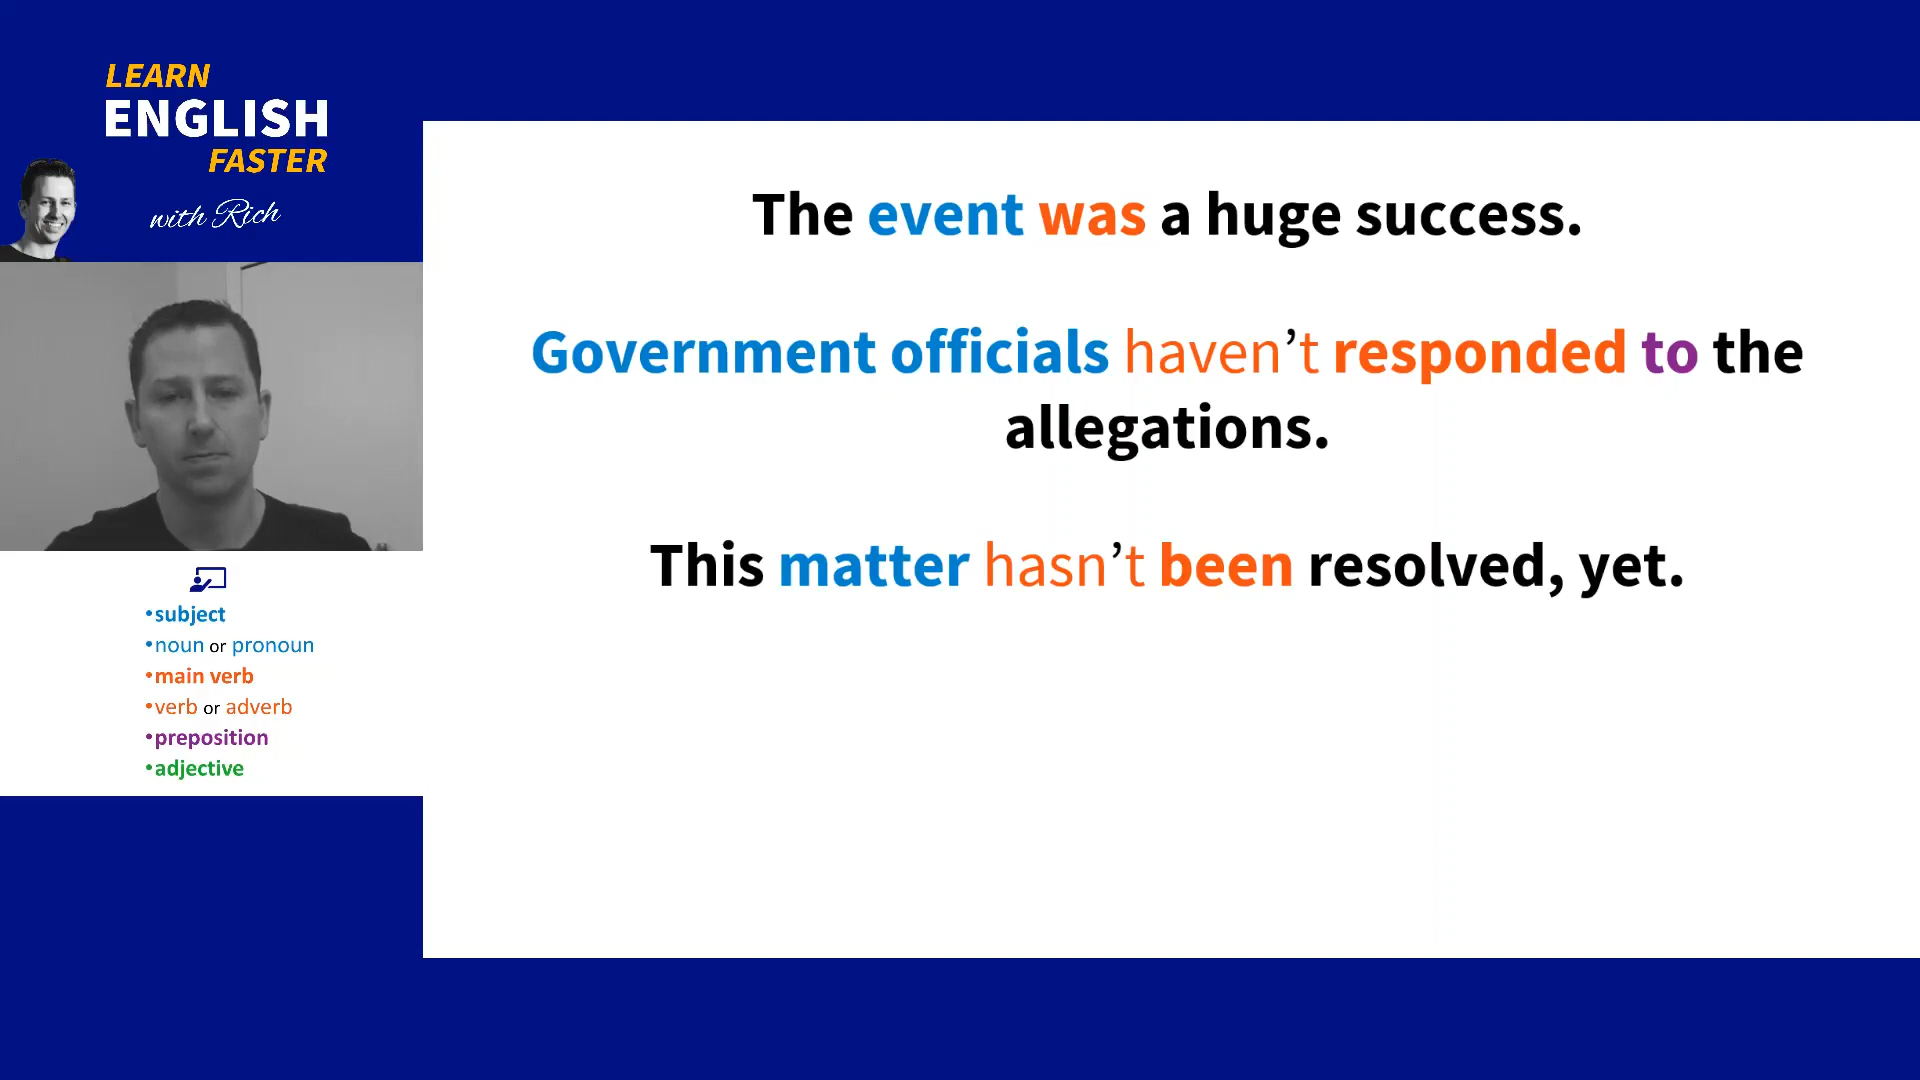 LEARN
ENGLISH
FASTER
with Rich
The event was a huge success.
Government officials haven’t responded to the
allegations.
This matter hasn’t been resolved, yet.
•subject
•noun or pronoun
•main verb
•verb or adverb
•preposition
•adjective